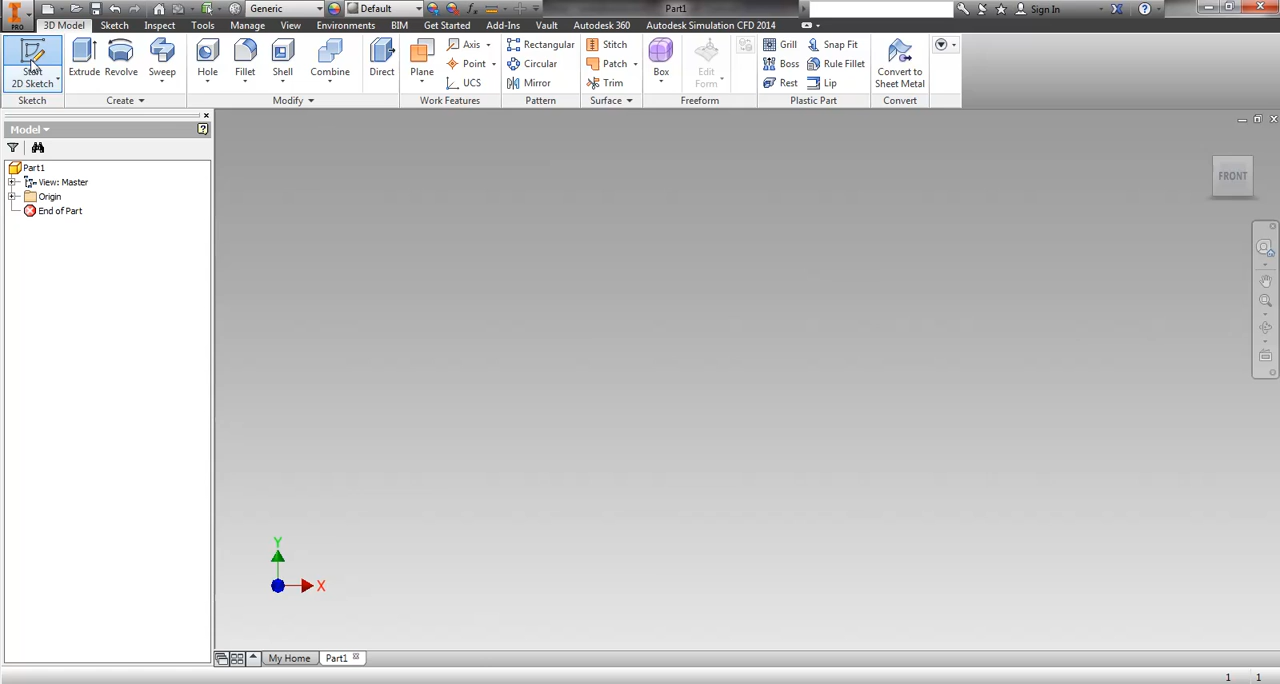 PRO
Generic
Default
Part1
Sign In
3D Model Sketch Inspect Tools Manage View Environments BIM Get Started Add-Ins Vault Autodesk 360 Autodesk Simulation CFD 2014
Start
2D Sketch
Extrude Revolve Sweep
Hole Fillet Shell Combine Direct
Plane Axis Point UCS
Rectangular Circular Mirror
Stitch Patch Trim
Box
Edit
Form
Grill Boss Rest Snap Fit Rule Fillet Lip
Convert to
Sheet Metal
Sketch Create Modify Work Features Pattern Surface Freeform Plastic Part Convert
Model
Part1
View: Master
Origin
End of Part
FRONT
Y
X
My Home Part1
1 1